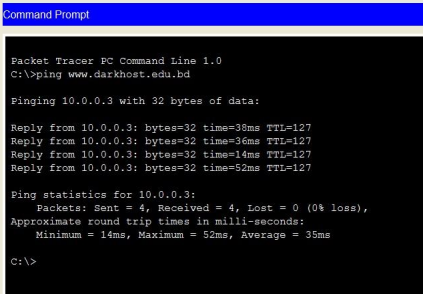 Command Prompt
Packet Tracer PC Command Line 1.0
C:\>ping www.darkhost.edu.bd
Pinging 10.0.0.3 with 32 bytes of data:
Reply from 10.0.0.3: bytes=32 time=38ms TTL=127
Reply from 10.0.0.3: bytes=32 time=36ms TTL=127
Reply from 10.0.0.3: bytes=32 time=14ms TTL=127
Reply from 10.0.0.3: bytes=32 time=52ms TTL=127
Ping statistics for 10.0.0.3:
    Packets: Sent = 4, Received = 4, Lost = 0 (0% loss),
Approximate round trip times in milli-seconds:
    Minimum = 14ms, Maximum = 52ms, Average = 35ms
C:\>